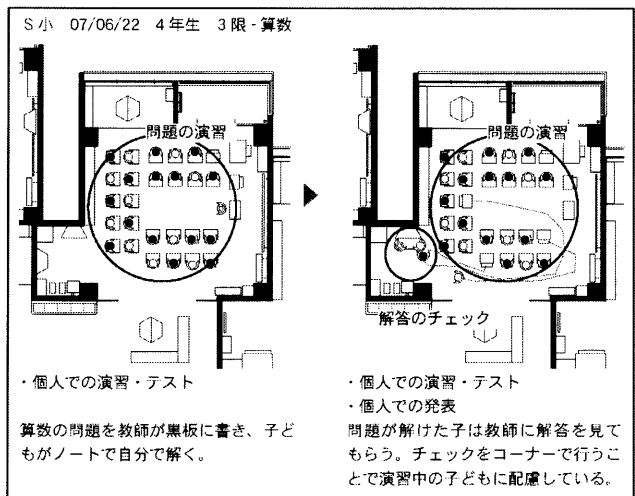 S小 07/06/22 4年生 3限-算数
問題の演習
・個人での演習・テスト
算数の問題を教師が黒板に書き、子ど
もがノートで自分で解く。
問題の演習
解答のチェック
・個人での演習・テスト
・個人での発表
問題が解けた子は教師に解答を見て
もらう。チェックをコーナーで行うこ
とで演習中の子どもに配慮している。